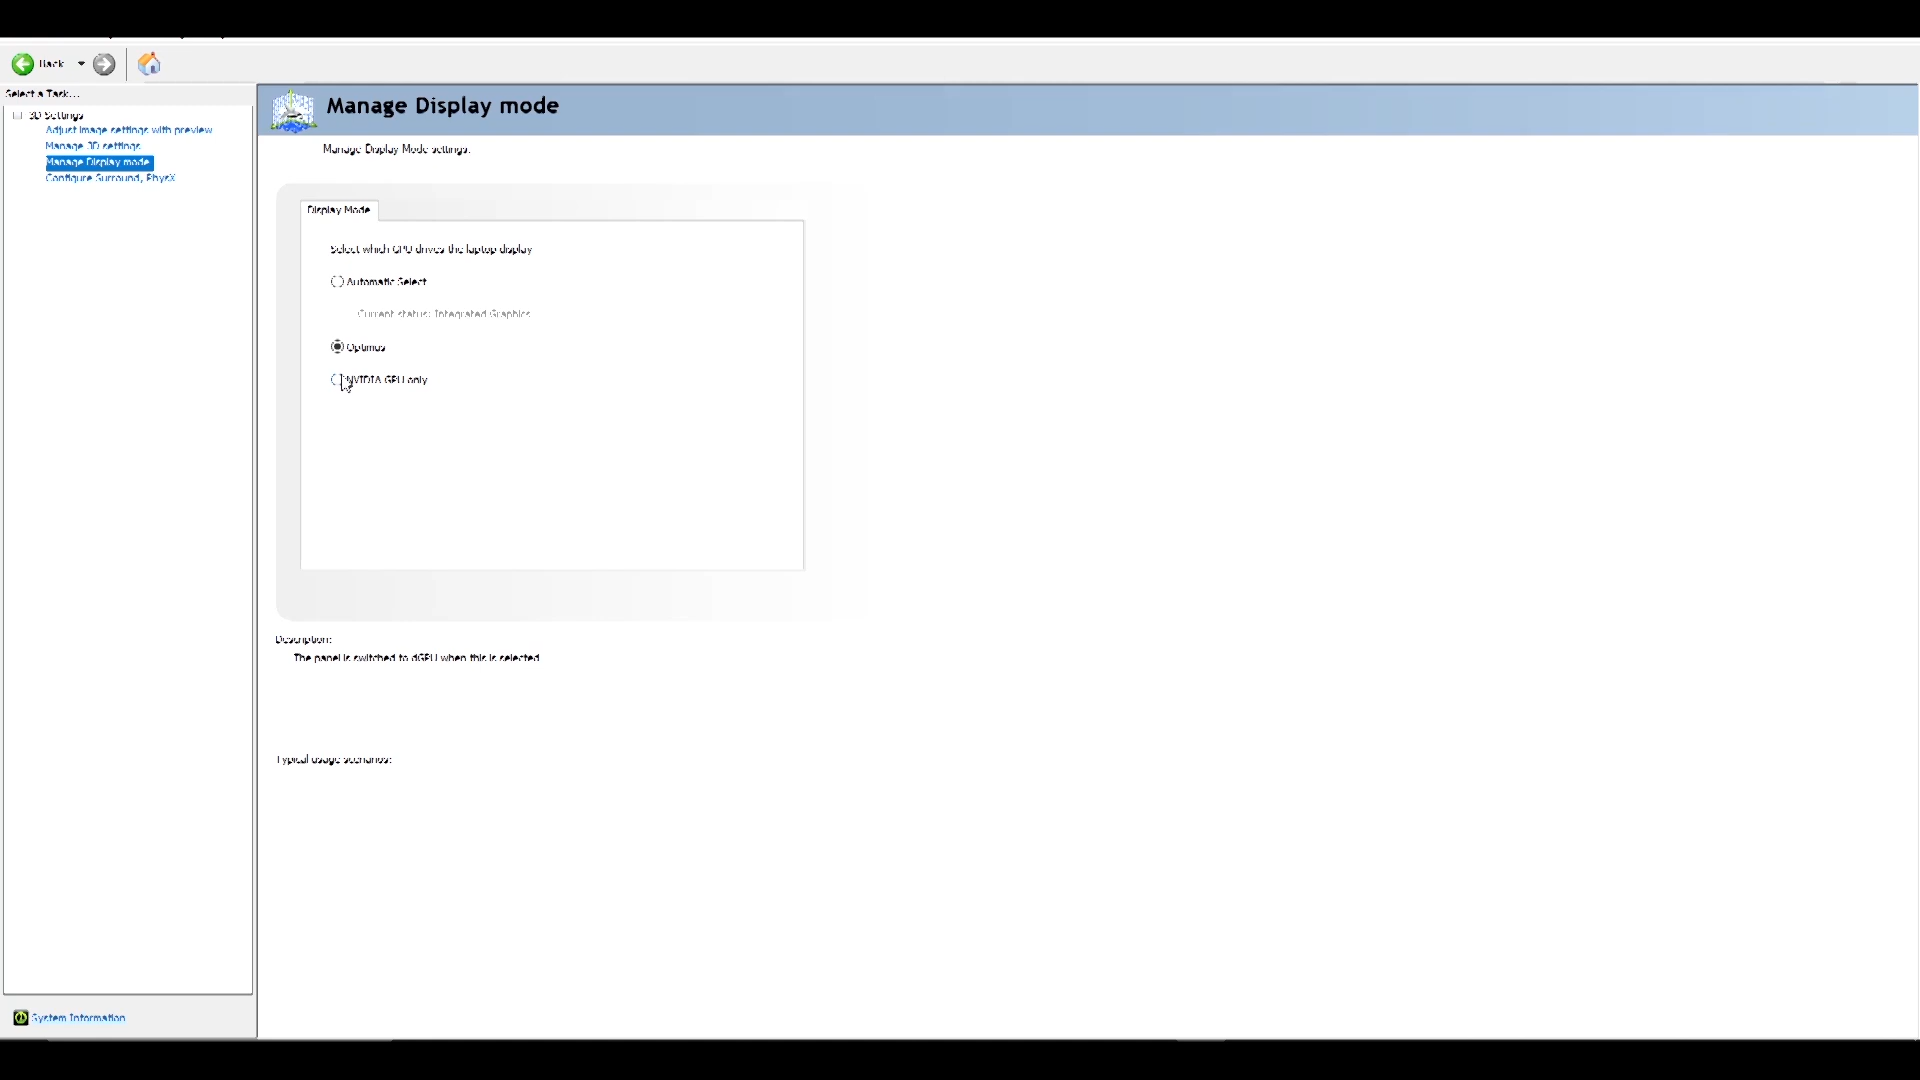 Back
Select a Task...
3D Settings
Adjust image settings with preview
Manage 3D settings
Manage Display mode
Configure Surround, PhysX
System Information
Manage Display mode
Manage Display Mode settings.
Display Mode
Select which GPU drives the laptop display
Automatic Select
Current status: Integrated Graphics
Optimus
NVIDIA GPU only
Description:
The panel is switched to dGPU when this is selected
Typical usage scenarios: